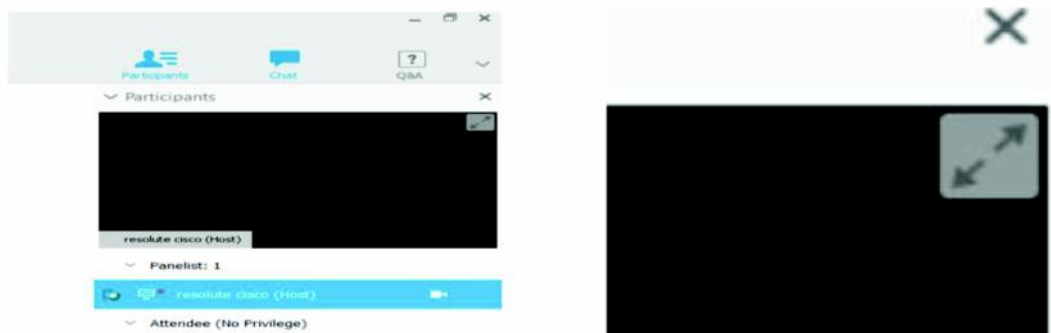 Participants
Chat
?
Q&A
Participants
resolute cisco (Host)
Panelist: 1
resolute cisco (Host)
Attendee (No Privilege)